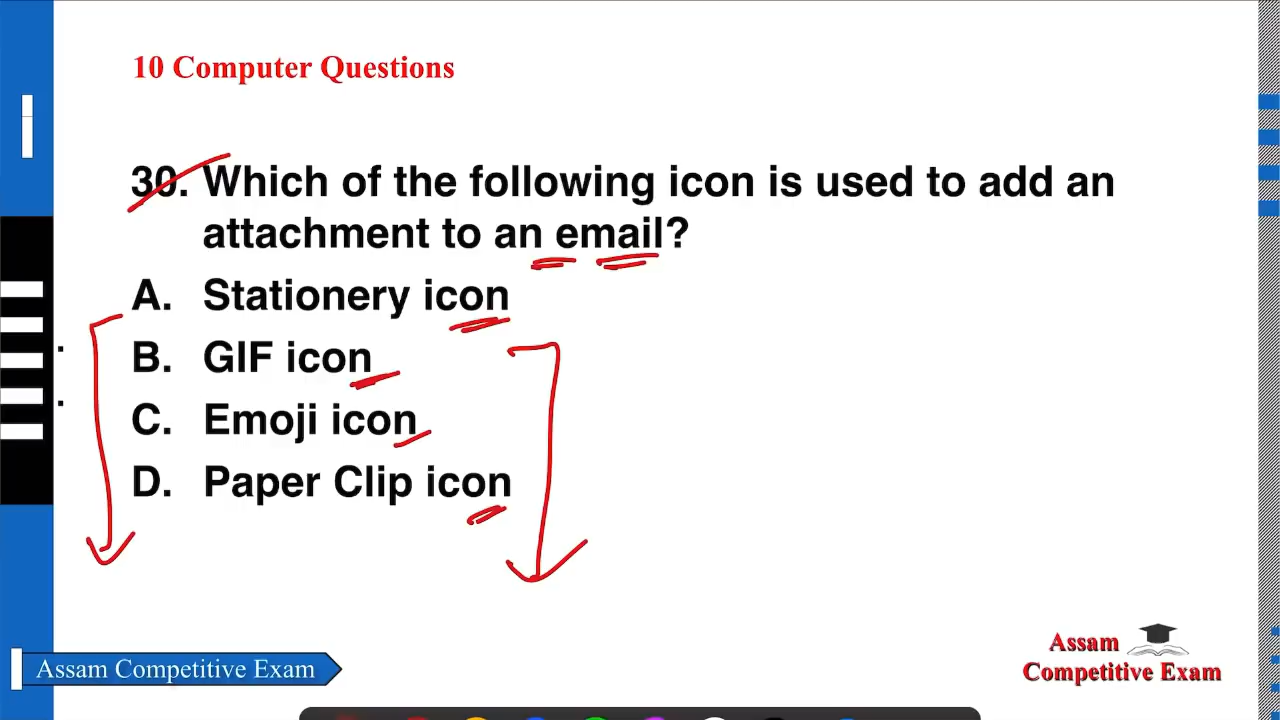 10 Computer Questions
30. Which of the following icon is used to add an
attachment to an email?
A. Stationery icon
B. GIF icon
C. Emoji icon
D. Paper Clip icon
Assam Competitive Exam
Assam
Competitive Exam